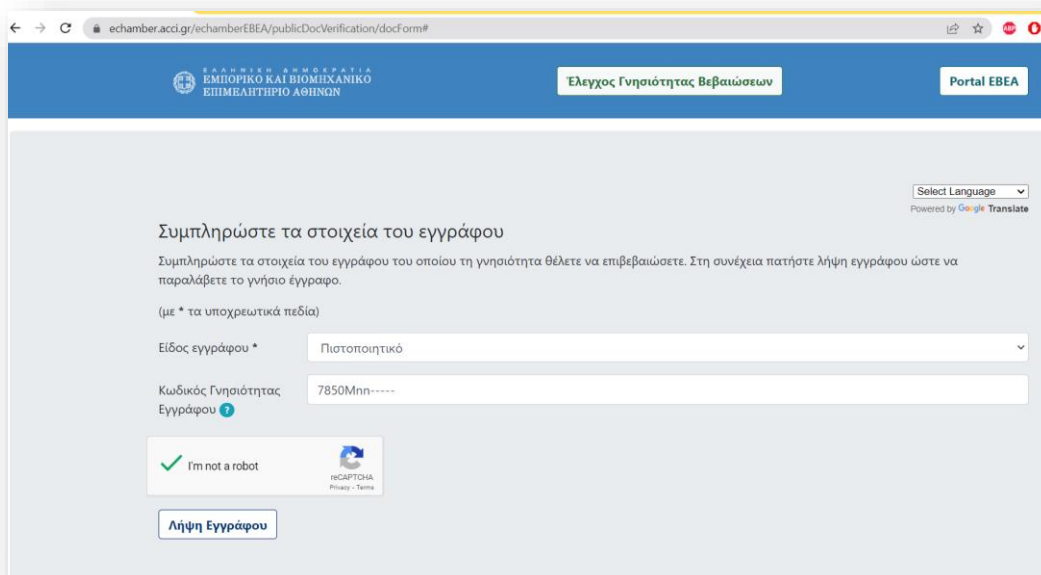 echamber.acci.gr/echamberEBEA/publicDocVerification/docForm#
ABP
ΕΛΛΗΝΙΚΗ ΔΗΜΟΚΡΑΤΙΑ
ΕΜΠΟΡΙΚΟ ΚΑΙ ΒΙΟΜΗΧΑΝΙΚΟ
ΕΠΙΜΕΛΗΤΗΡΙΟ ΑΘΗΝΩΝ
Έλεγχος Γνησιότητας Βεβαιώσεων
Portal ΕΒΕΑ
Select Language
Powered by Google Translate
Συμπληρώστε τα στοιχεία του εγγράφου
Συμπληρώστε τα στοιχεία του εγγράφου του οποίου τη γνησιότητα θέλετε να επιβεβαιώσετε. Στη συνέχεια πατήστε λήψη εγγράφου ώστε να
παραλάβετε το γνήσιο έγγραφο.
(με * τα υποχρεωτικά πεδία)
Είδος εγγράφου *
Πιστοποιητικό
Κωδικός Γνησιότητας
Εγγράφου ?
7850Mnn-----
I'm not a robot
reCAPTCHA
Privacy - Terms
Λήψη Εγγράφου